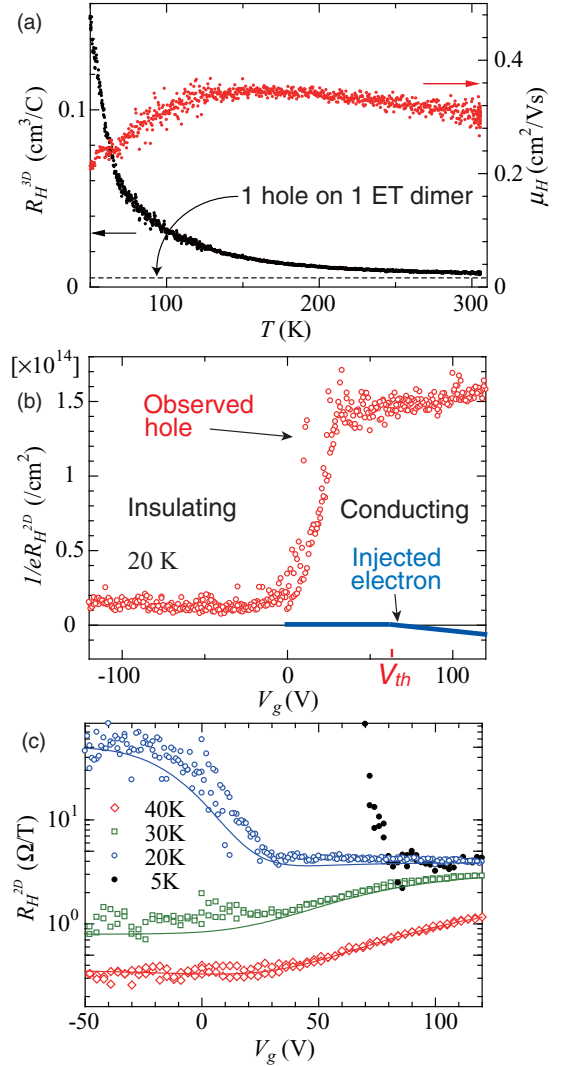 (a)
0.1
0
R_H^{3D} (cm³/C)
0.4
0.2
0
μ_H (cm²/Vs)
1 hole on 1 ET dimer
100
200
300
T (K)
[×10¹⁴]
(b)
1.5
1
0.5
0
1/eR_H^{2D} (/cm²)
Observed
hole
Insulating
Conducting
20 K
Injected
electron
-100
0
100
V_th
V_g (V)
(c)
10¹
10⁰
R_H^{2D} (Ω/T)
40K
30K
20K
5K
-50
0
50
100
V_g (V)